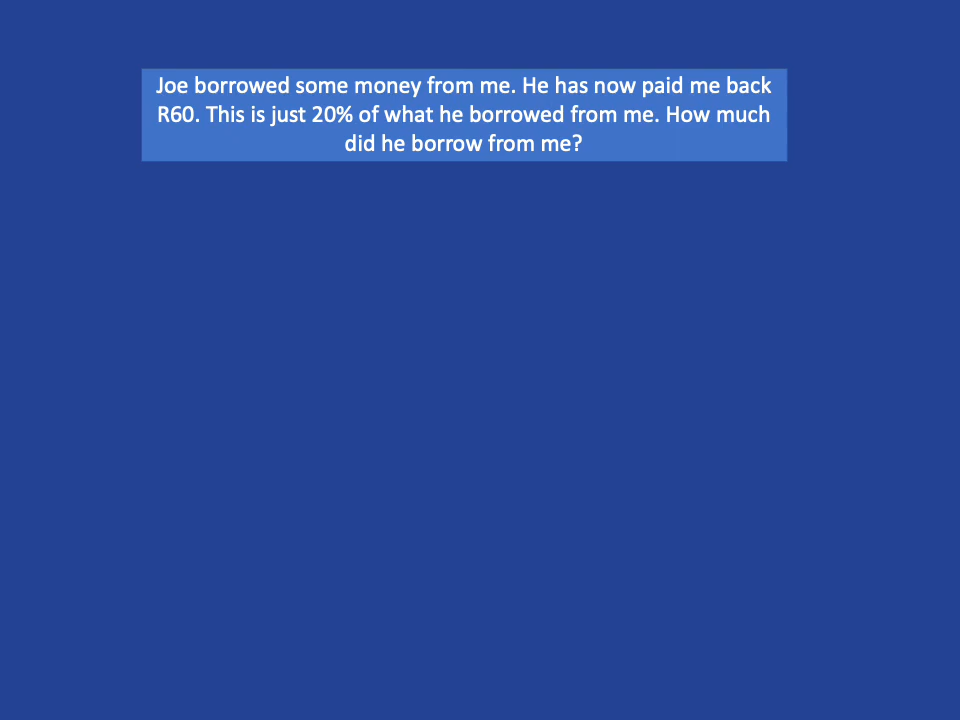 Joe borrowed some money from me. He has now paid me back
R60. This is just 20% of what he borrowed from me. How much
did he borrow from me?